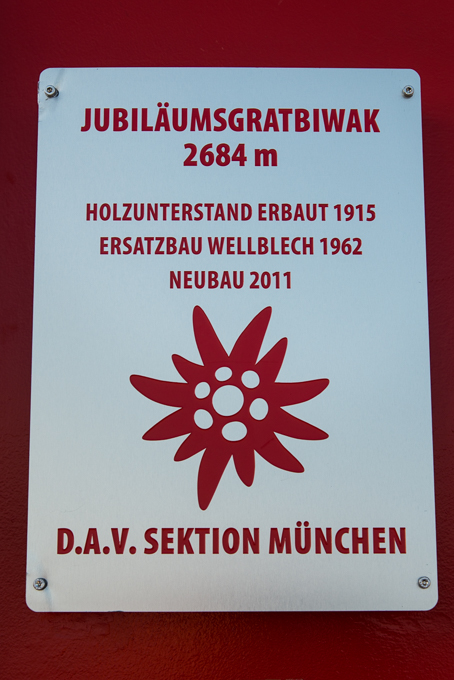 JUBILÄUMSGRATBIWAK
2684 m
HOLZUNTERSTAND ERBAUT 1915
ERSATZBAU WELLBLECH 1962
NEUBAU 2011
D.A.V. SEKTION MÜNCHEN